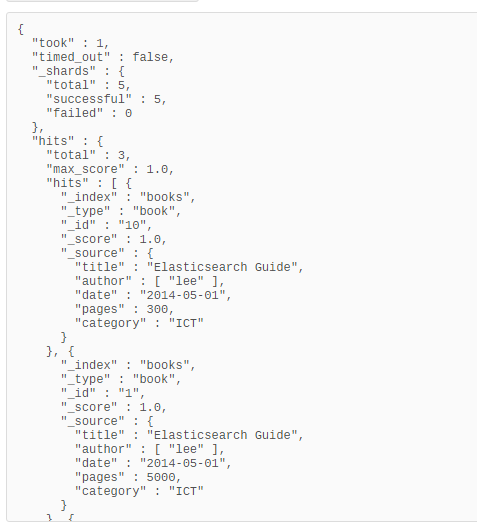 {
  "took" : 1,
  "timed_out" : false,
  "_shards" : {
    "total" : 5,
    "successful" : 5,
    "failed" : 0
  },
  "hits" : {
    "total" : 3,
    "max_score" : 1.0,
    "hits" : [ {
      "_index" : "books",
      "_type" : "book",
      "_id" : "10",
      "_score" : 1.0,
      "_source" : {
        "title" : "Elasticsearch Guide",
        "author" : [ "lee" ],
        "date" : "2014-05-01",
        "pages" : 300,
        "category" : "ICT"
      }
    }, {
      "_index" : "books",
      "_type" : "book",
      "_id" : "1",
      "_score" : 1.0,
      "_source" : {
        "title" : "Elasticsearch Guide",
        "author" : [ "lee" ],
        "date" : "2014-05-01",
        "pages" : 5000,
        "category" : "ICT"
      }
    }, {